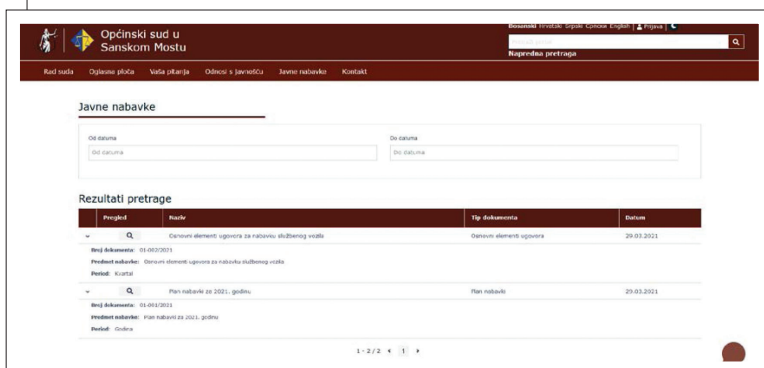 Općinski sud u
Sanskom Mostu
Bosanski Hrvatski Srpski Српски English | Prijava
Napredna pretraga
Rad suda Oglasna ploča Vaša pitanja Odnosi s javnošću Javne nabavke Kontakt
Javne nabavke
Od datuma Do datuma
Od datuma Do datuma
Rezultati pretrage
Pregled Naziv Tip dokumenta Datum
Osnovni elementi ugovora za nabavku službenog vozila Osnovni elementi ugovora 29.03.2021
Broj dokumenta: 01-002/2021
Predmet nabavke: Osnovni elementi ugovora za nabavku službenog vozila
Period: Kvartal
Plan nabavki za 2021. godinu Plan nabavki 29.03.2021
Broj dokumenta: 01-001/2021
Predmet nabavke: Plan nabavki za 2021. godinu
Period: Godina
1 - 2 / 2 1